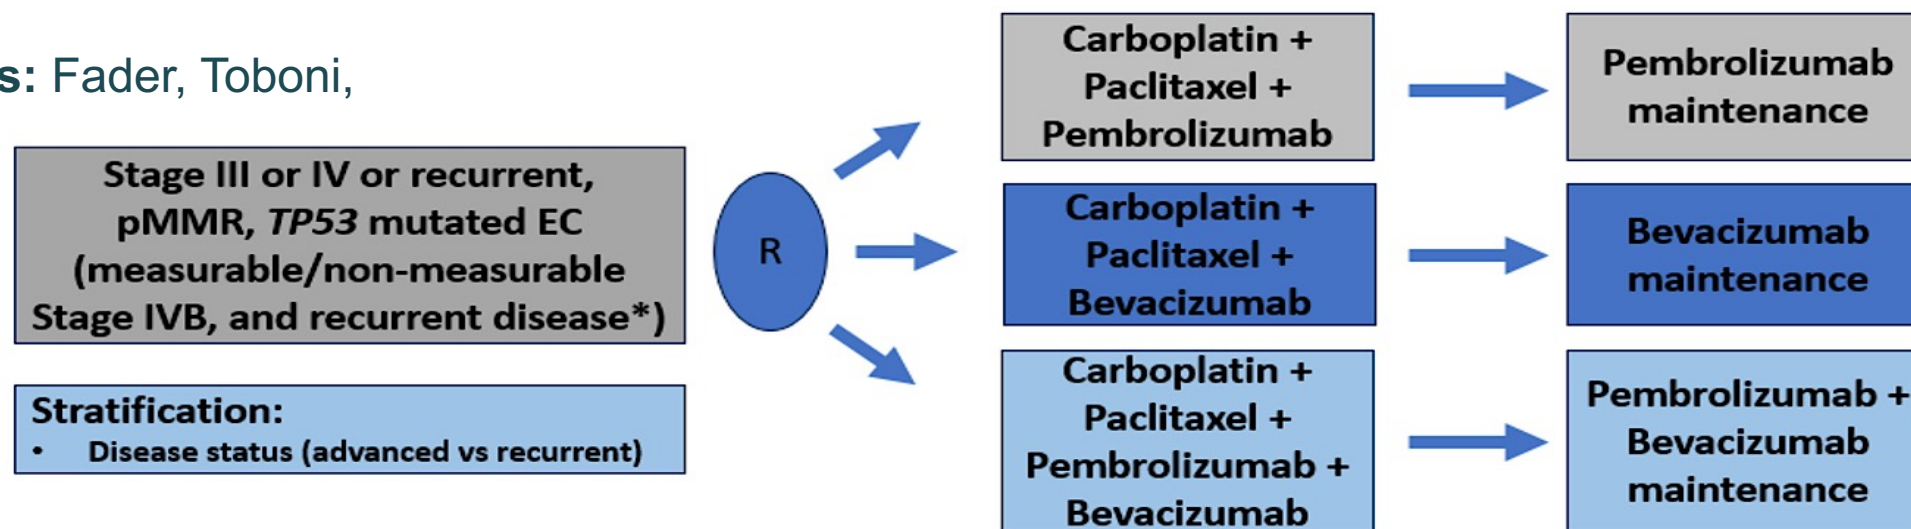 s: Fader, Toboni,
Stage III or IV or recurrent,
pMMR, TP53 mutated EC
(measurable/non-measurable
Stage IVB, and recurrent disease*)
Stratification:
• Disease status (advanced vs recurrent)
R
Carboplatin +
Paclitaxel +
Pembrolizumab
Pembrolizumab
maintenance
Carboplatin +
Paclitaxel +
Bevacizumab
Bevacizumab
maintenance
Carboplatin +
Paclitaxel +
Pembrolizumab +
Bevacizumab
Pembrolizumab +
Bevacizumab
maintenance